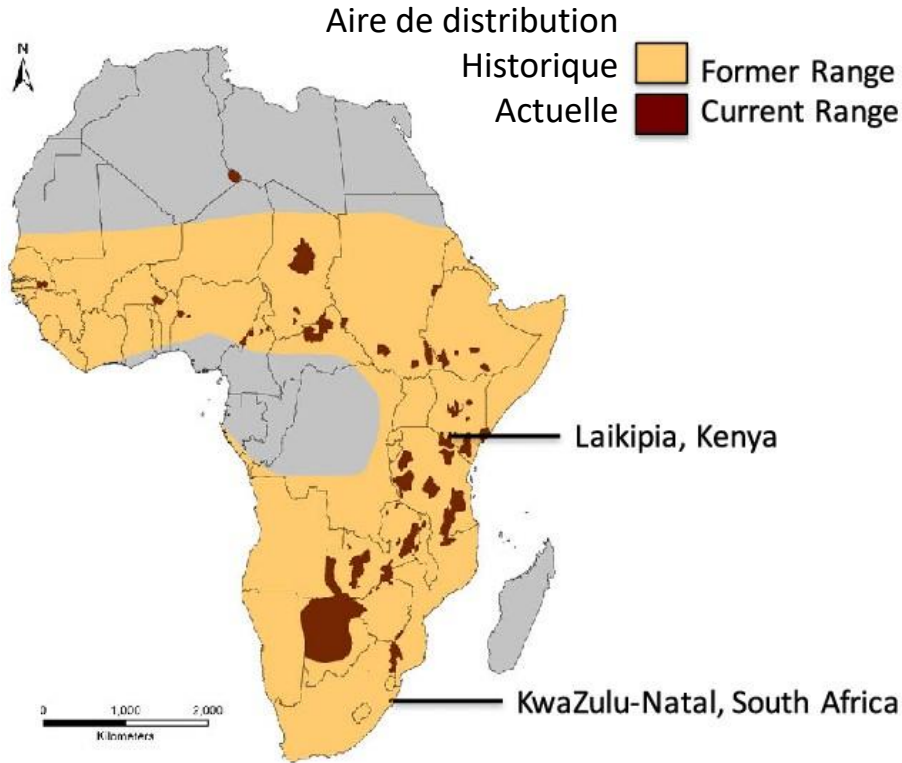 Aire de distribution
Historique Former Range
Actuelle Current Range
N
Laikipia, Kenya
KwaZulu-Natal, South Africa
0 1,000 2,000
Kilometers